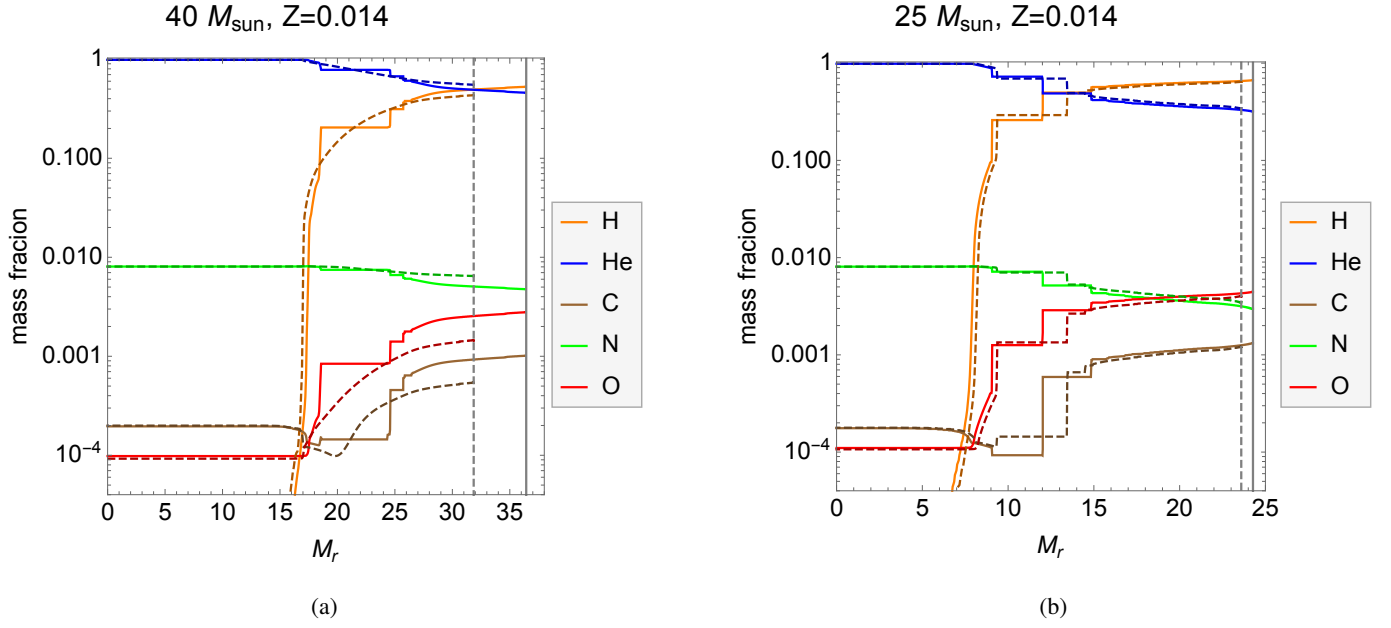 40 M_sun, Z=0.014
1
0.100
0.010
0.001
10^-4
mass fracion
0 5 10 15 20 25 30 35
M_r
H
He
C
N
O
(a)
25 M_sun, Z=0.014
1
0.100
0.010
0.001
10^-4
mass fracion
0 5 10 15 20 25
M_r
H
He
C
N
O
(b)